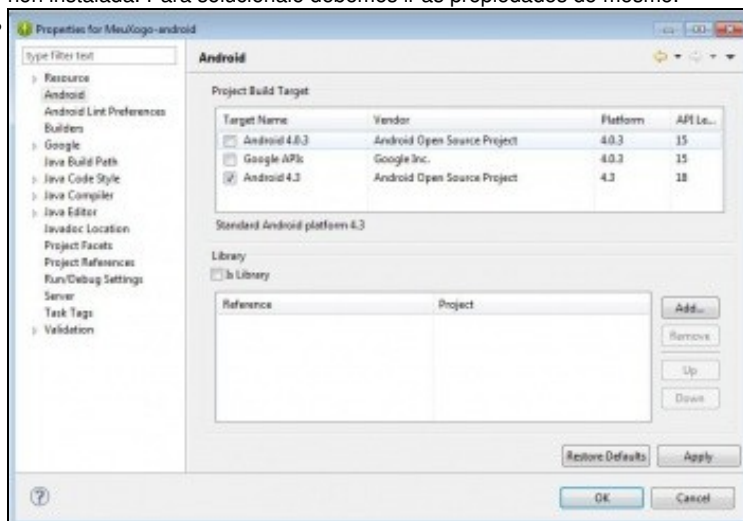 non instalada. Para solucionalo debemos ir ás propiedades do mesmo:
Properties for MeuXogo-android
type filter text
Android
Resource
Android
Android Lint Preferences
Builders
Google
Java Build Path
Java Code Style
Java Compiler
Java Editor
Javadoc Location
Project Facets
Project References
Run/Debug Settings
Server
Task Tags
Validation
Project Build Target
Target Name Vendor Platform API Le...
Android 4.0.3 Android Open Source Project 4.0.3 15
Google APIs Google Inc. 4.0.3 15
Android 4.3 Android Open Source Project 4.3 18
Standard Android platform 4.3
Library
Is Library
Reference Project
Add...
Remove
Up
Down
Restore Defaults Apply
OK Cancel